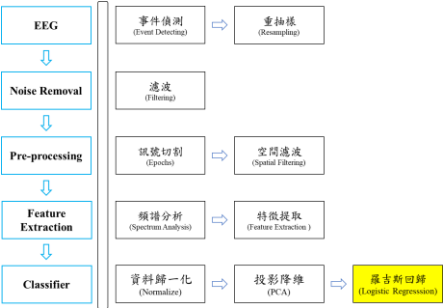 EEG
事件偵測
(Event Detecting)
重抽樣
(Resampling)
Noise Removal
濾波
(Filtering)
Pre-processing
訊號切割
(Epochs)
空間濾波
(Spatial Filtering)
Feature
Extraction
頻譜分析
(Spectrum Analysis)
特徵提取
(Feature Extraction )
Classifier
資料歸一化
(Normalize)
投影降維
(PCA)
羅吉斯回歸
(Logistic Regresssion)